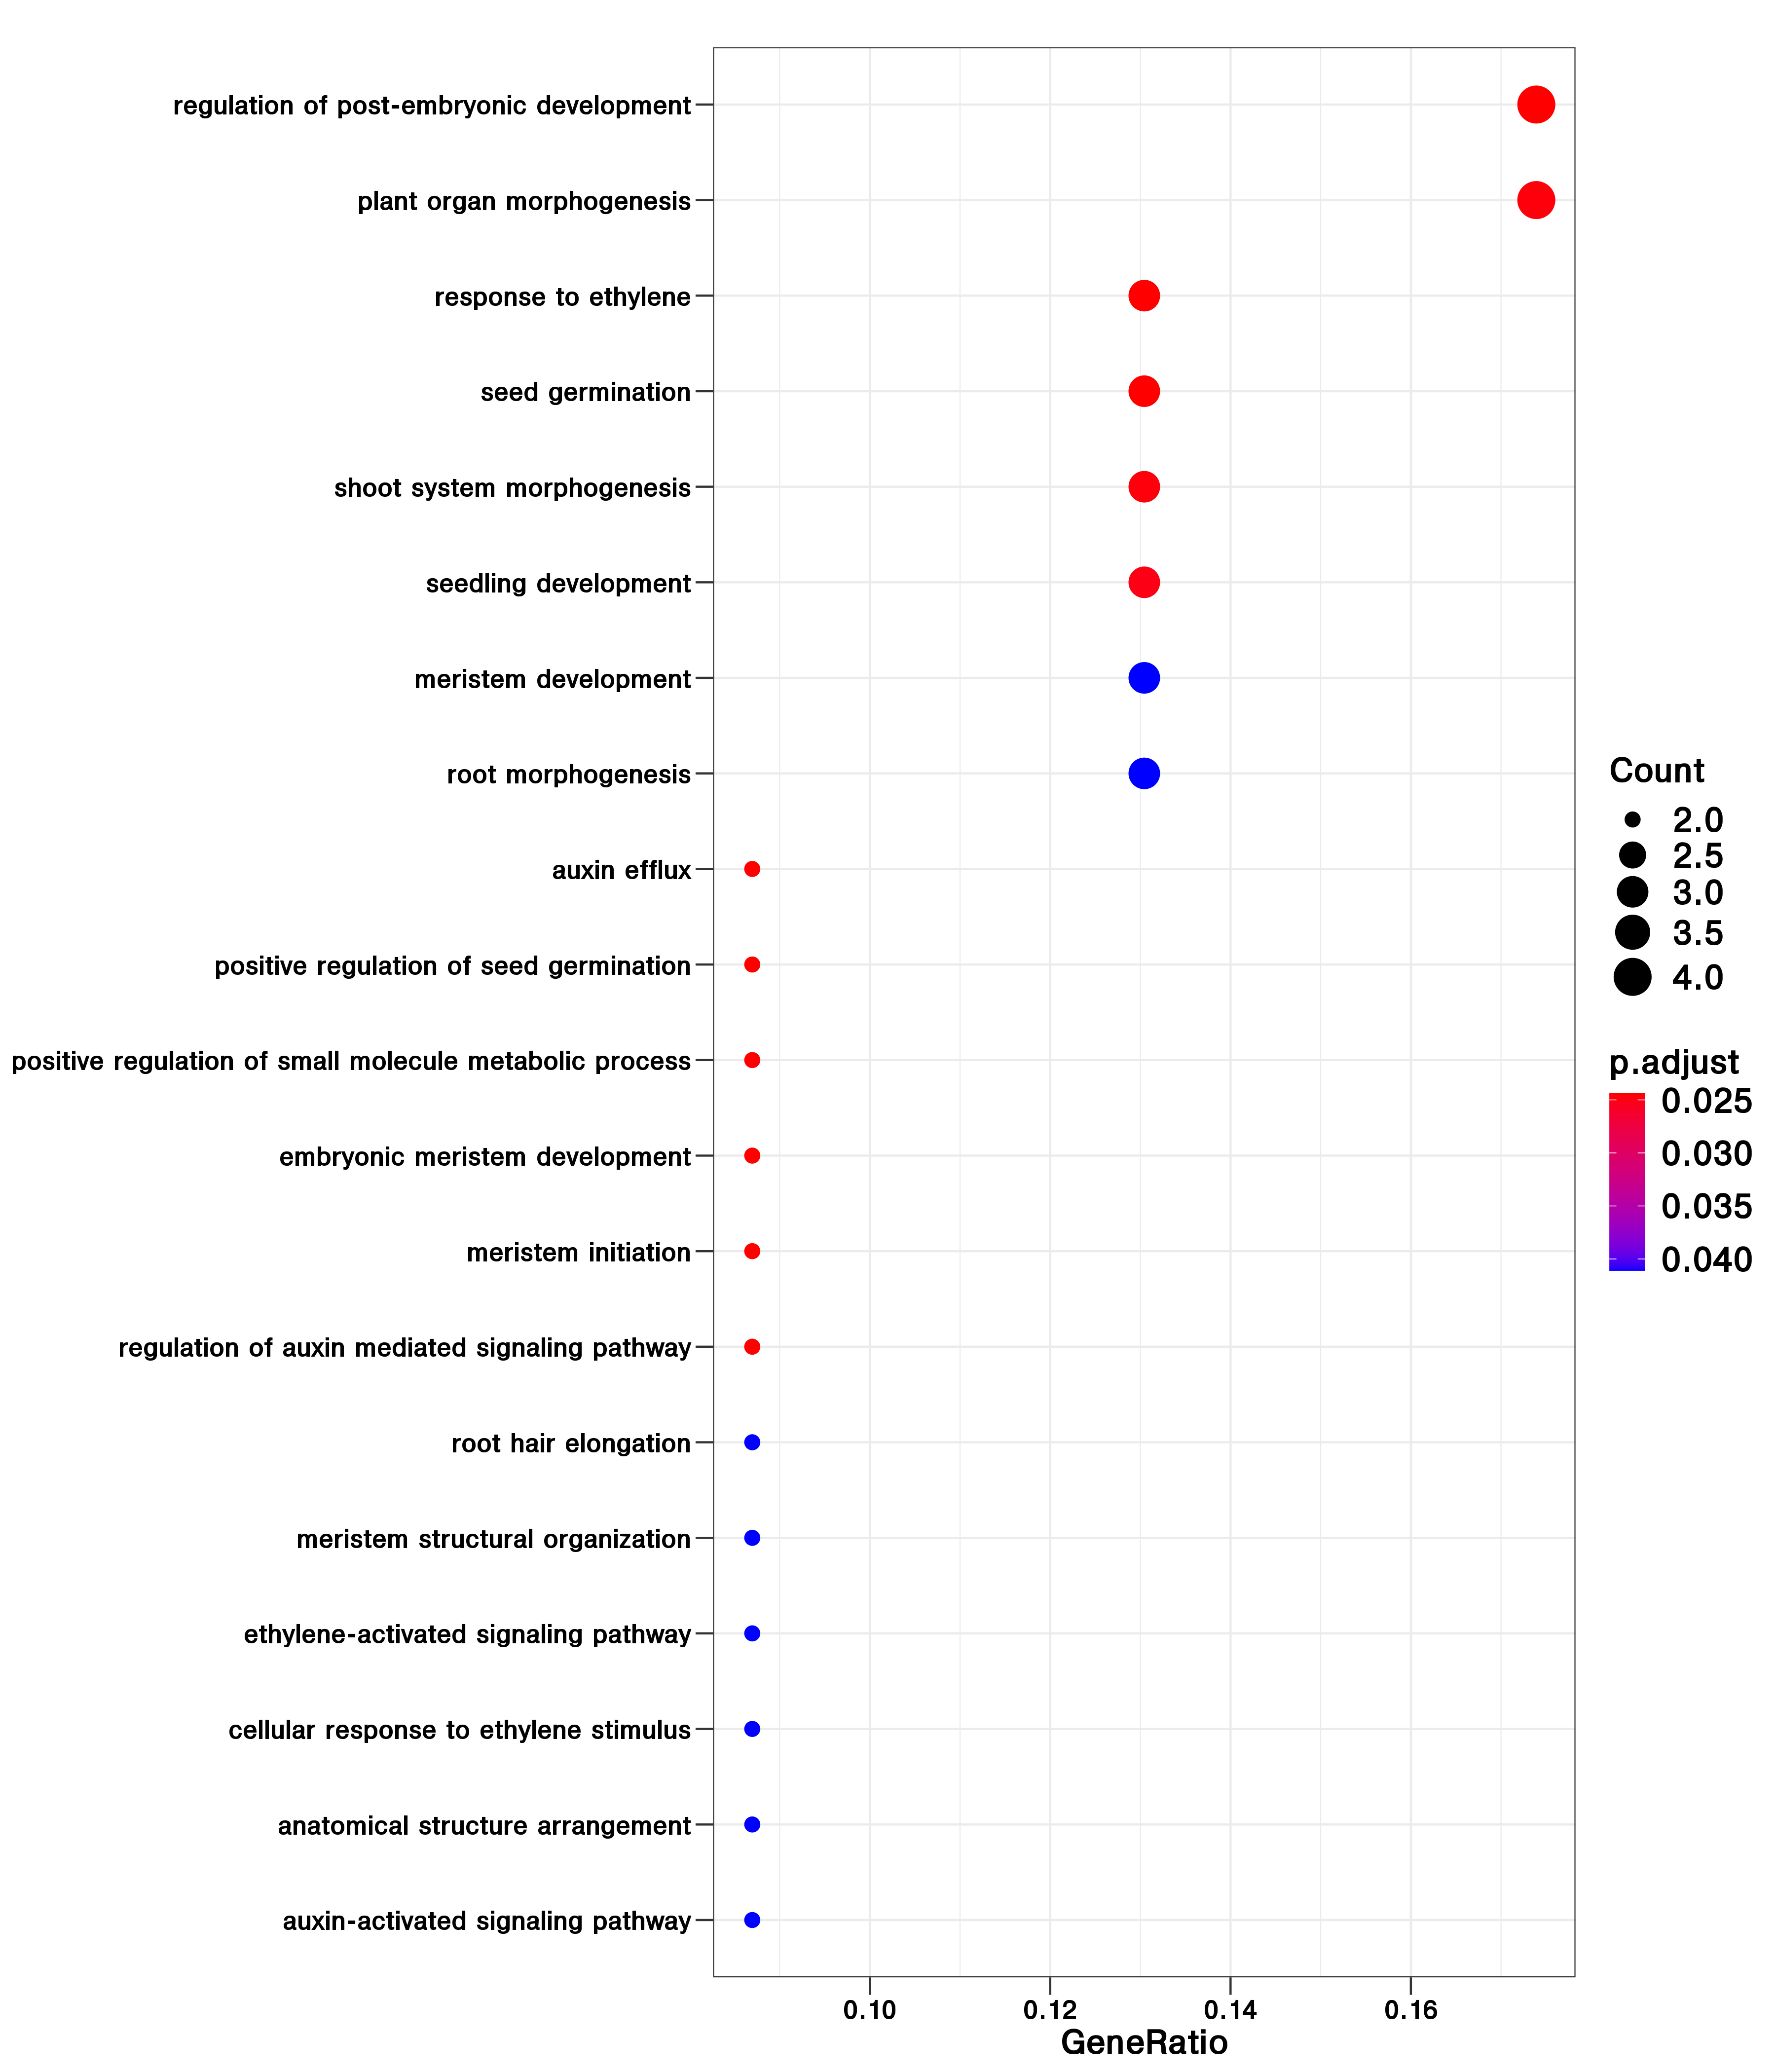 regulation of post-embryonic development
plant organ morphogenesis
response to ethylene
seed germination
shoot system morphogenesis
seedling development
meristem development
root morphogenesis
auxin efflux
positive regulation of seed germination
positive regulation of small molecule metabolic process
embryonic meristem development
meristem initiation
regulation of auxin mediated signaling pathway
root hair elongation
meristem structural organization
ethylene-activated signaling pathway
cellular response to ethylene stimulus
anatomical structure arrangement
auxin-activated signaling pathway
0.10 0.12 0.14 0.16
GeneRatio
Count
2.0
2.5
3.0
3.5
4.0
p.adjust
0.025
0.030
0.035
0.040